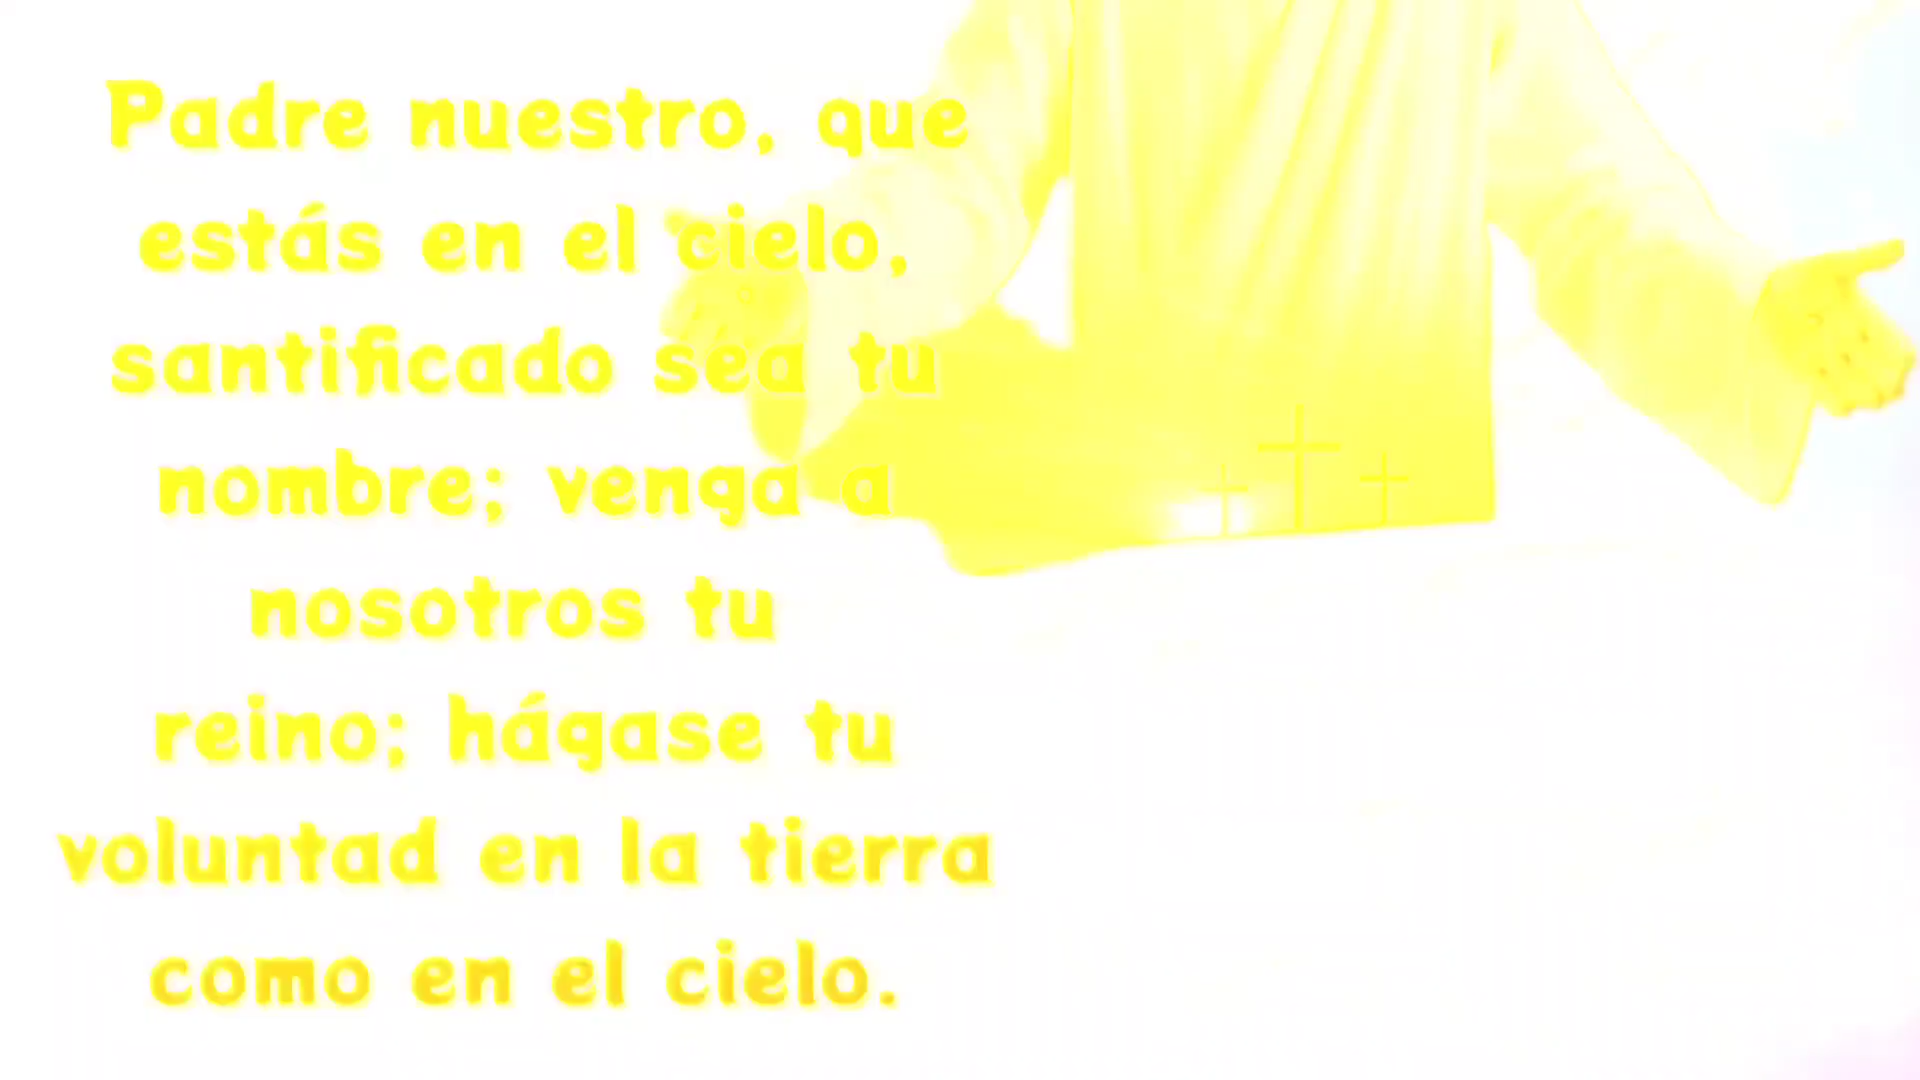 Padre nuestro, que
estás en el cielo,
santificado sea tu
nombre; venga a
nosotros tu
reino; hágase tu
voluntad en la tierra
como en el cielo.